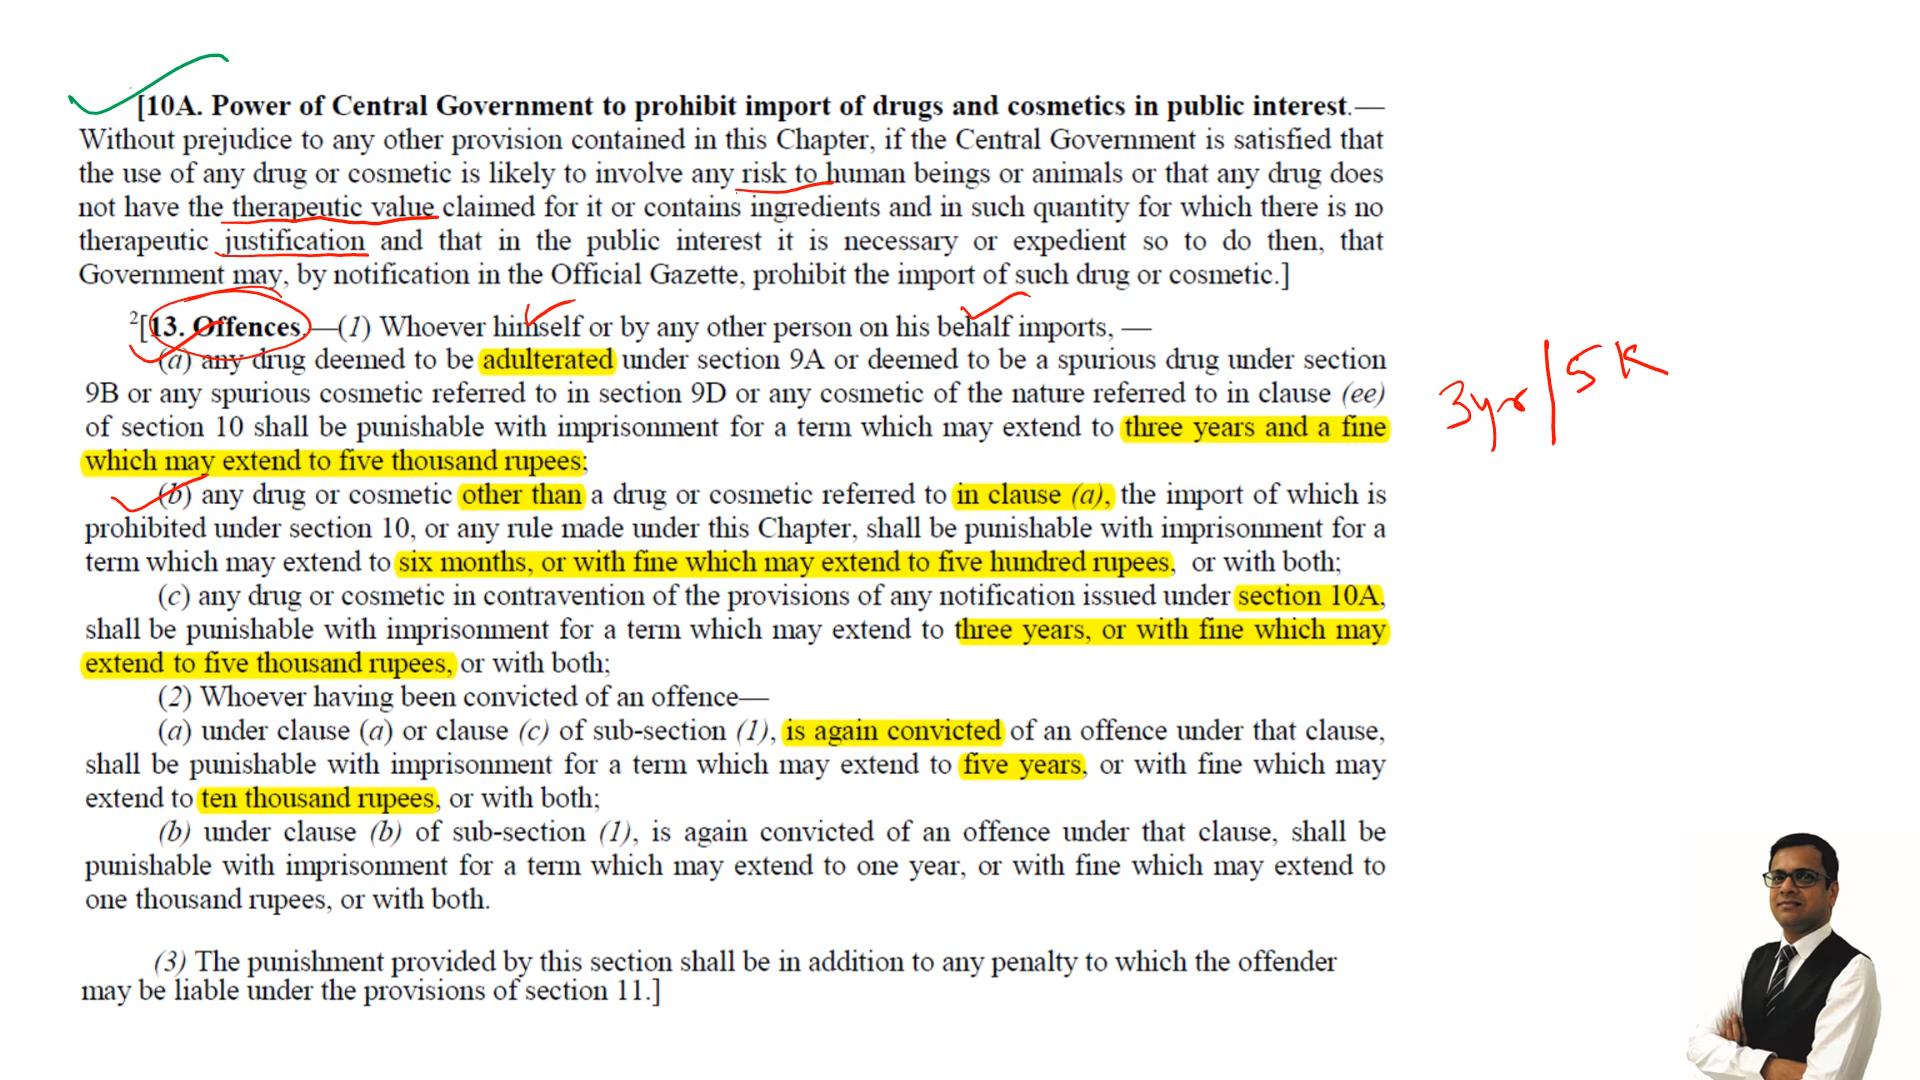 [10A. Power of Central Government to prohibit import of drugs and cosmetics in public interest.—
Without prejudice to any other provision contained in this Chapter, if the Central Government is satisfied that
the use of any drug or cosmetic is likely to involve any risk to human beings or animals or that any drug does
not have the therapeutic value claimed for it or contains ingredients and in such quantity for which there is no
therapeutic justification and that in the public interest it is necessary or expedient so to do then, that
Government may, by notification in the Official Gazette, prohibit the import of such drug or cosmetic.]
2[13. Offences.—(1) Whoever himself or by any other person on his behalf imports, —
(a) any drug deemed to be adulterated under section 9A or deemed to be a spurious drug under section
9B or any spurious cosmetic referred to in section 9D or any cosmetic of the nature referred to in clause (ee)
of section 10 shall be punishable with imprisonment for a term which may extend to three years and a fine
which may extend to five thousand rupees;
3yr/5K
(b) any drug or cosmetic other than a drug or cosmetic referred to in clause (a), the import of which is
prohibited under section 10, or any rule made under this Chapter, shall be punishable with imprisonment for a
term which may extend to six months, or with fine which may extend to five hundred rupees, or with both;
(c) any drug or cosmetic in contravention of the provisions of any notification issued under section 10A,
shall be punishable with imprisonment for a term which may extend to three years, or with fine which may
extend to five thousand rupees, or with both;
(2) Whoever having been convicted of an offence—
(a) under clause (a) or clause (c) of sub-section (1), is again convicted of an offence under that clause,
shall be punishable with imprisonment for a term which may extend to five years, or with fine which may
extend to ten thousand rupees, or with both;
(b) under clause (b) of sub-section (1), is again convicted of an offence under that clause, shall be
punishable with imprisonment for a term which may extend to one year, or with fine which may extend to
one thousand rupees, or with both.
(3) The punishment provided by this section shall be in addition to any penalty to which the offender
may be liable under the provisions of section 11.]